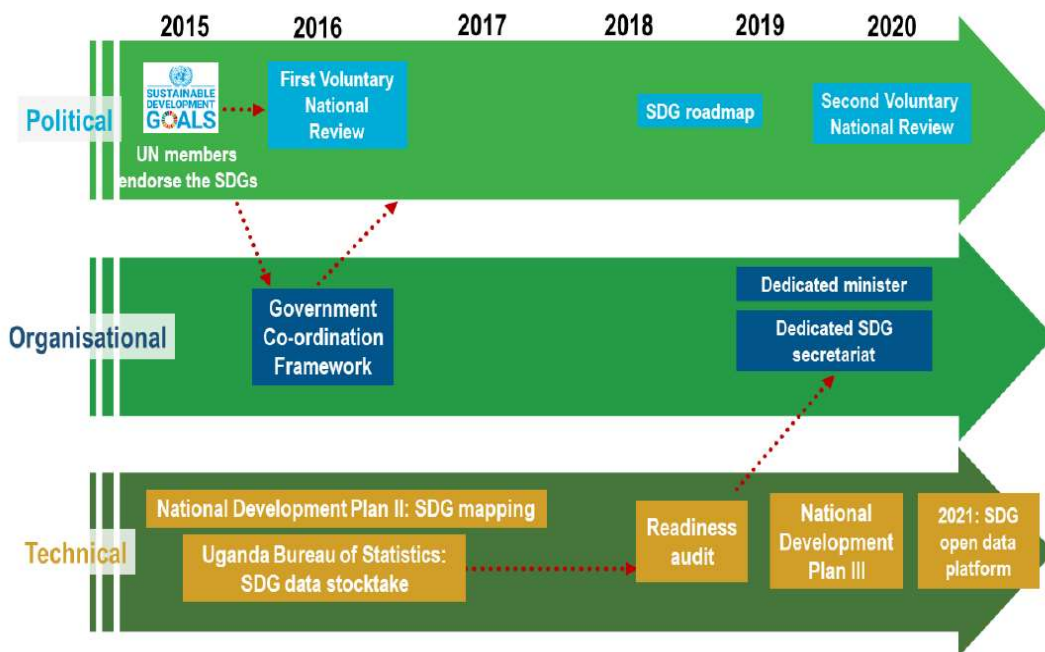 2015 2016 2017 2018 2019 2020
Political
SUSTAINABLE
DEVELOPMENT
GOALS
UN members
endorse the SDGs
First Voluntary
National
Review
SDG roadmap
Second Voluntary
National Review
Organisational
Government
Co-ordination
Framework
Dedicated minister
Dedicated SDG
secretariat
Technical
National Development Plan II: SDG mapping
Uganda Bureau of Statistics:
SDG data stocktake
Readiness
audit
National
Development
Plan III
2021: SDG
open data
platform